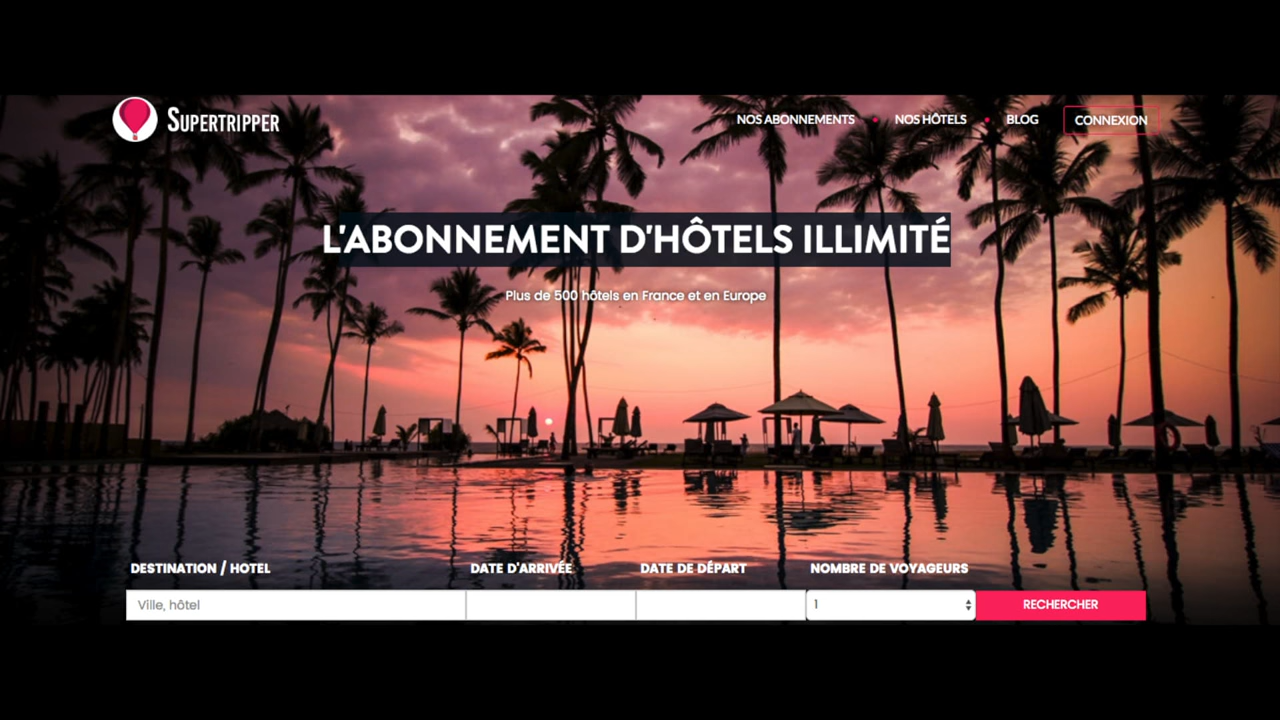 SUPERTRIPPER
NOS ABONNEMENTS • NOS HÔTELS • BLOG CONNEXION
L'ABONNEMENT D'HÔTELS ILLIMITÉ
Plus de 500 hôtels en France et en Europe
DESTINATION / HOTEL DATE D'ARRIVÉE DATE DE DÉPART NOMBRE DE VOYAGEURS
Ville, hôtel 1 RECHERCHER